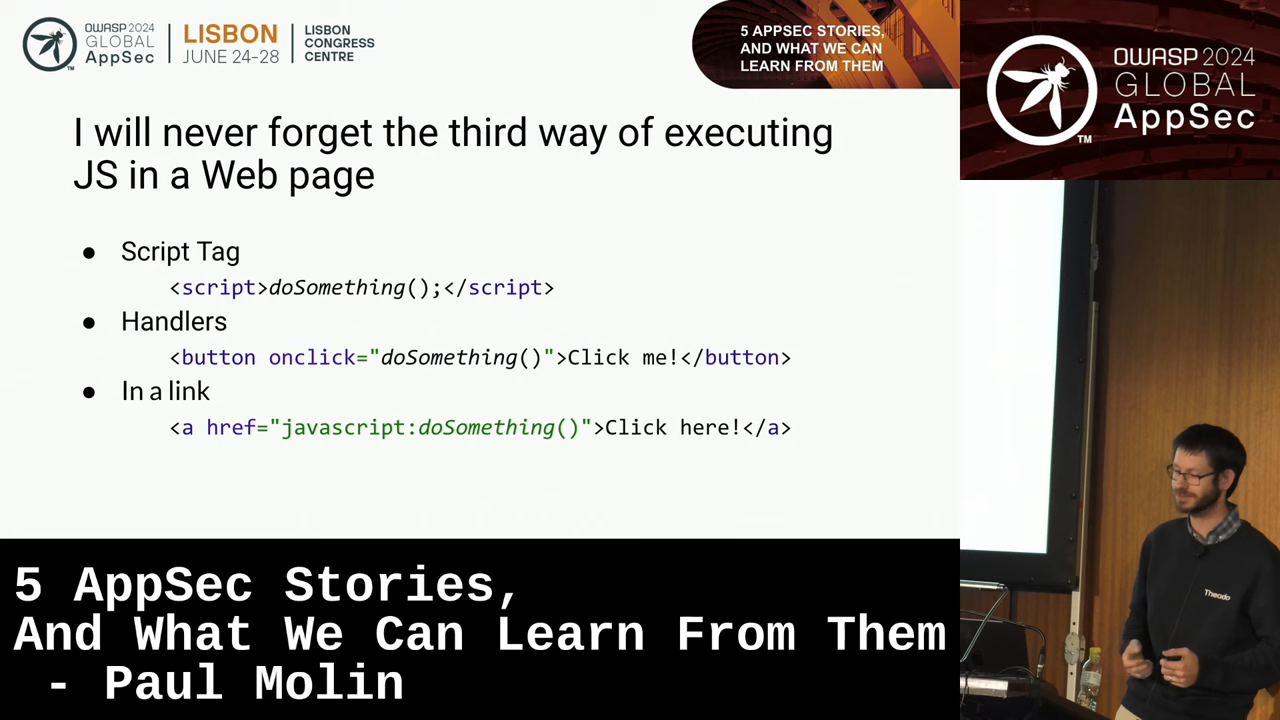 OWASP 2024
GLOBAL
AppSec
TM
LISBON
JUNE 24-28
LISBON
CONGRESS
CENTRE
5 APPSEC STORIES,
AND WHAT WE CAN
LEARN FROM THEM
OWASP 2024
GLOBAL
AppSec
TM
I will never forget the third way of executing
JS in a Web page
● Script Tag
<script>doSomething();</script>
● Handlers
<button onclick="doSomething()">Click me!</button>
● In a link
<a href="javascript:doSomething()">Click here!</a>
Theodo
5 AppSec Stories,
And What We Can Learn From Them
- Paul Molin